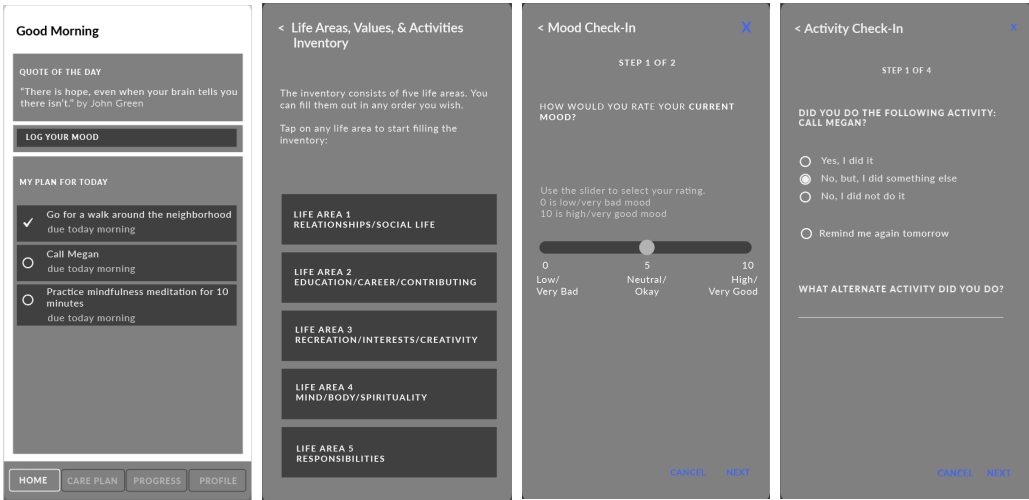 Good Morning
QUOTE OF THE DAY
“There is hope, even when your brain tells you
there isn’t.” by John Green
LOG YOUR MOOD
MY PLAN FOR TODAY
Go for a walk around the neighborhood
due today morning
Call Megan
due today morning
Practice mindfulness meditation for 10
minutes
due today morning
HOME
CARE PLAN
PROGRESS
PROFILE
< Life Areas, Values, & Activities
Inventory
The inventory consists of five life areas. You
can fill them out in any order you wish.
Tap on any life area to start filling the
inventory:
LIFE AREA 1
RELATIONSHIPS/SOCIAL LIFE
LIFE AREA 2
EDUCATION/CAREER/CONTRIBUTING
LIFE AREA 3
RECREATION/INTERESTS/CREATIVITY
LIFE AREA 4
MIND/BODY/SPIRITUALITY
LIFE AREA 5
RESPONSIBILITIES
< Mood Check-In X
STEP 1 OF 2
HOW WOULD YOU RATE YOUR CURRENT
MOOD?
Use the slider to select your rating.
0 is low/very bad mood
10 is high/very good mood
0 5 10
Low/ Neutral/ High/
Very Bad Okay Very Good
CANCEL NEXT
< Activity Check-In X
STEP 1 OF 4
DID YOU DO THE FOLLOWING ACTIVITY:
CALL MEGAN?
Yes, I did it
No, but, I did something else
No, I did not do it
Remind me again tomorrow
WHAT ALTERNATE ACTIVITY DID YOU DO?
CANCEL NEXT